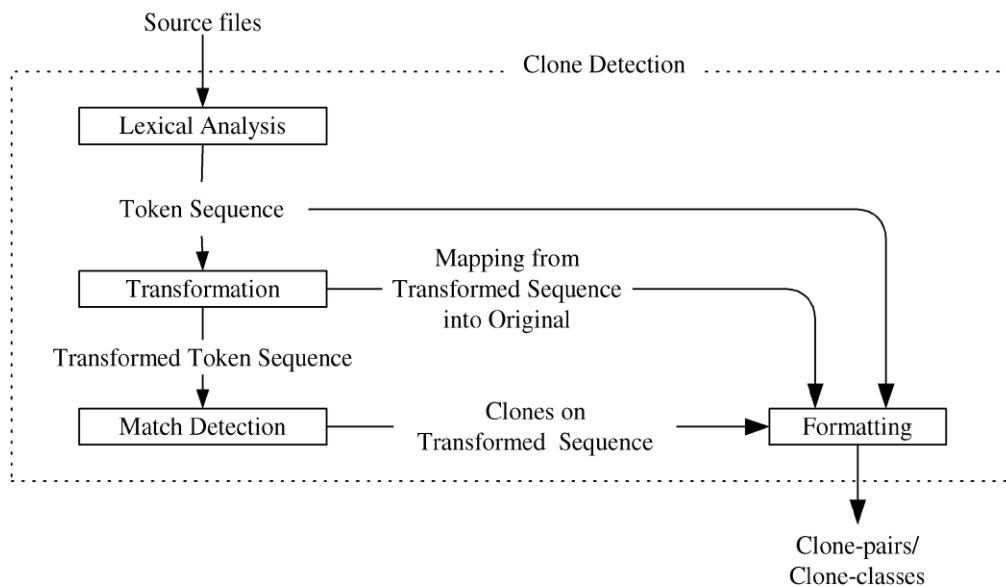 Source files
Clone Detection
Lexical Analysis
Token Sequence
Mapping from
Transformed Sequence
into Original
Transformation
Transformed Token Sequence
Match Detection
Clones on
Transformed Sequence
Formatting
Clone-pairs/
Clone-classes